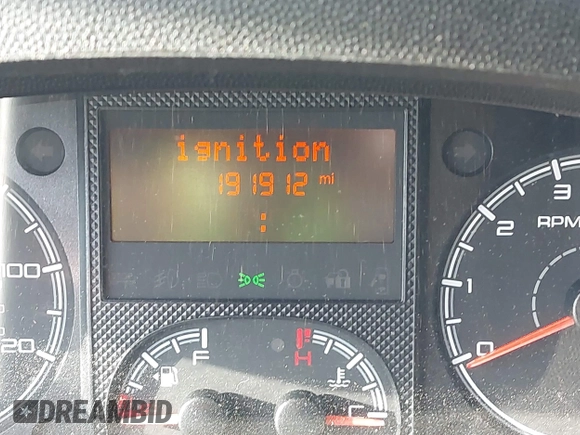 ignition
191912 mi
:
3
2
RPM
1
0
100
20
F
H
C
DREAMBID